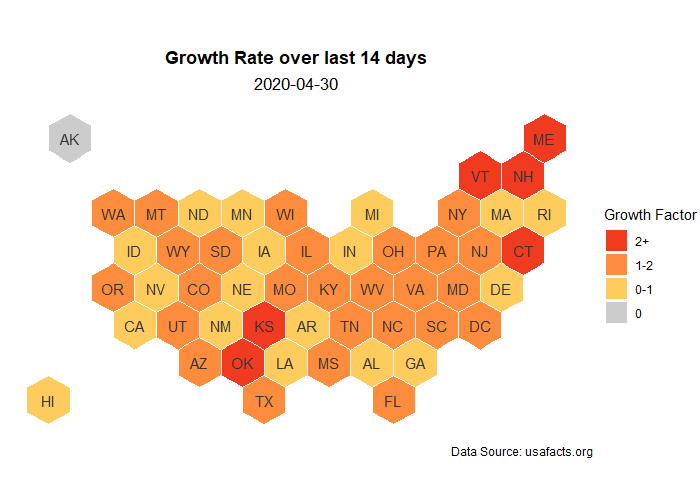 Growth Rate over last 14 days
2020-04-30
AK ME
VT NH
WA MT ND MN WI MI NY MA RI
ID WY SD IA IL IN OH PA NJ CT
OR NV CO NE MO KY WV VA MD DE
CA UT NM KS AR TN NC SC DC
AZ OK LA MS AL GA
HI TX FL
Growth Factor
2+
1-2
0-1
0
Data Source: usafacts.org